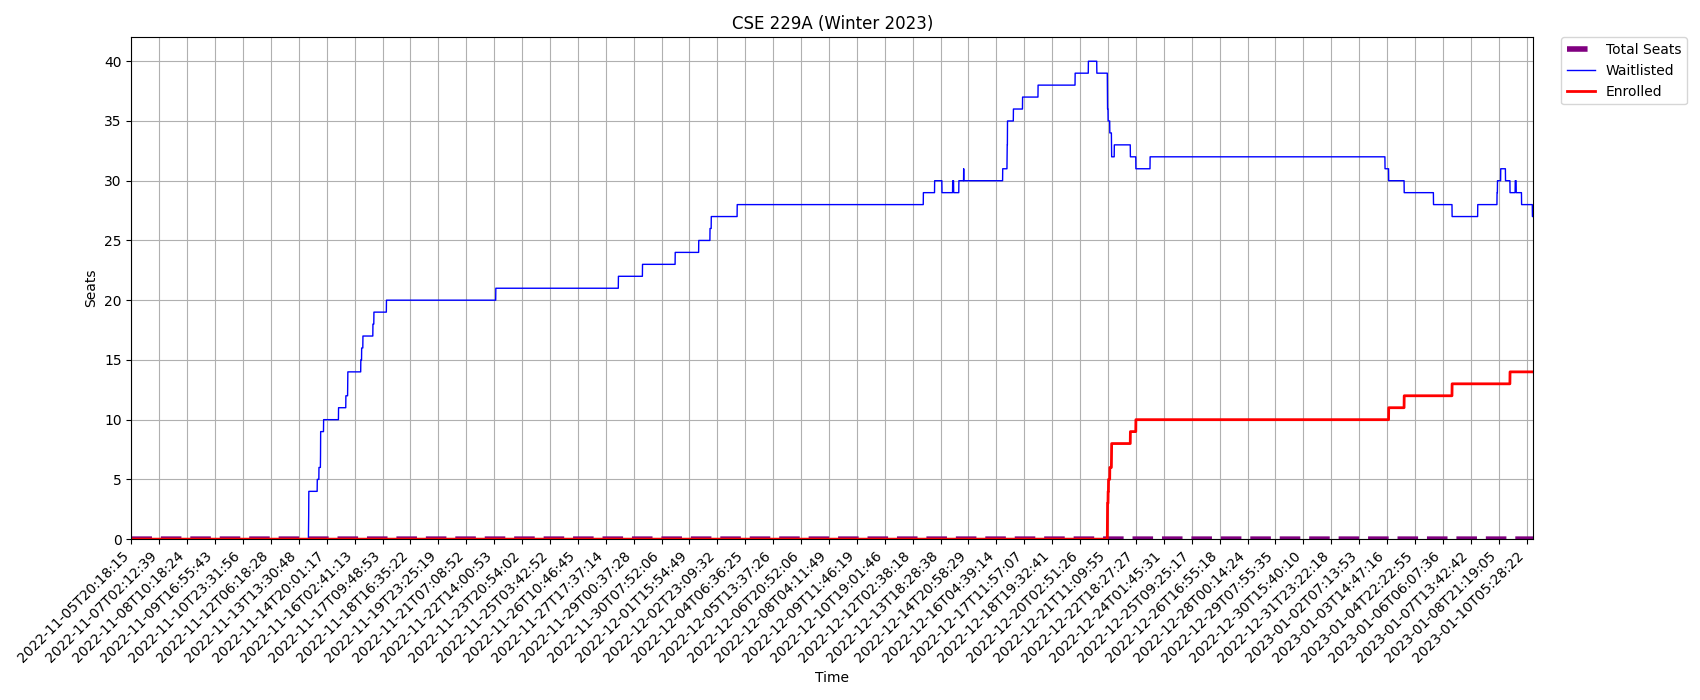 CSE 229A (Winter 2023)
Total Seats
Waitlisted
Enrolled
40
35
30
25
20
15
10
5
0
Seats
2022-11-05T20:18:15
2022-11-07T02:12:39
2022-11-08T10:18:24
2022-11-09T16:55:43
2022-11-10T23:31:56
2022-11-12T06:18:28
2022-11-13T13:30:48
2022-11-14T20:01:17
2022-11-16T02:41:13
2022-11-17T09:48:53
2022-11-18T16:35:22
2022-11-19T23:25:19
2022-11-21T07:08:52
2022-11-22T14:00:53
2022-11-23T20:54:02
2022-11-25T03:42:52
2022-11-26T10:46:45
2022-11-27T17:37:14
2022-11-29T00:37:28
2022-11-30T07:52:06
2022-12-01T15:54:49
2022-12-02T23:09:32
2022-12-04T06:36:25
2022-12-05T13:37:26
2022-12-06T20:52:06
2022-12-08T04:11:49
2022-12-09T11:46:19
2022-12-10T19:01:46
2022-12-12T02:38:18
2022-12-13T18:28:38
2022-12-14T20:58:29
2022-12-16T04:39:14
2022-12-17T11:57:07
2022-12-18T19:32:41
2022-12-20T02:51:26
2022-12-21T11:09:55
2022-12-22T18:27:27
2022-12-24T01:45:31
2022-12-25T09:25:17
2022-12-26T16:55:18
2022-12-28T00:14:24
2022-12-29T07:55:35
2022-12-30T15:40:10
2022-12-31T23:22:18
2023-01-02T07:13:53
2023-01-03T14:47:16
2023-01-04T22:22:55
2023-01-06T06:07:36
2023-01-07T13:42:42
2023-01-08T21:19:05
2023-01-10T05:28:22
Time